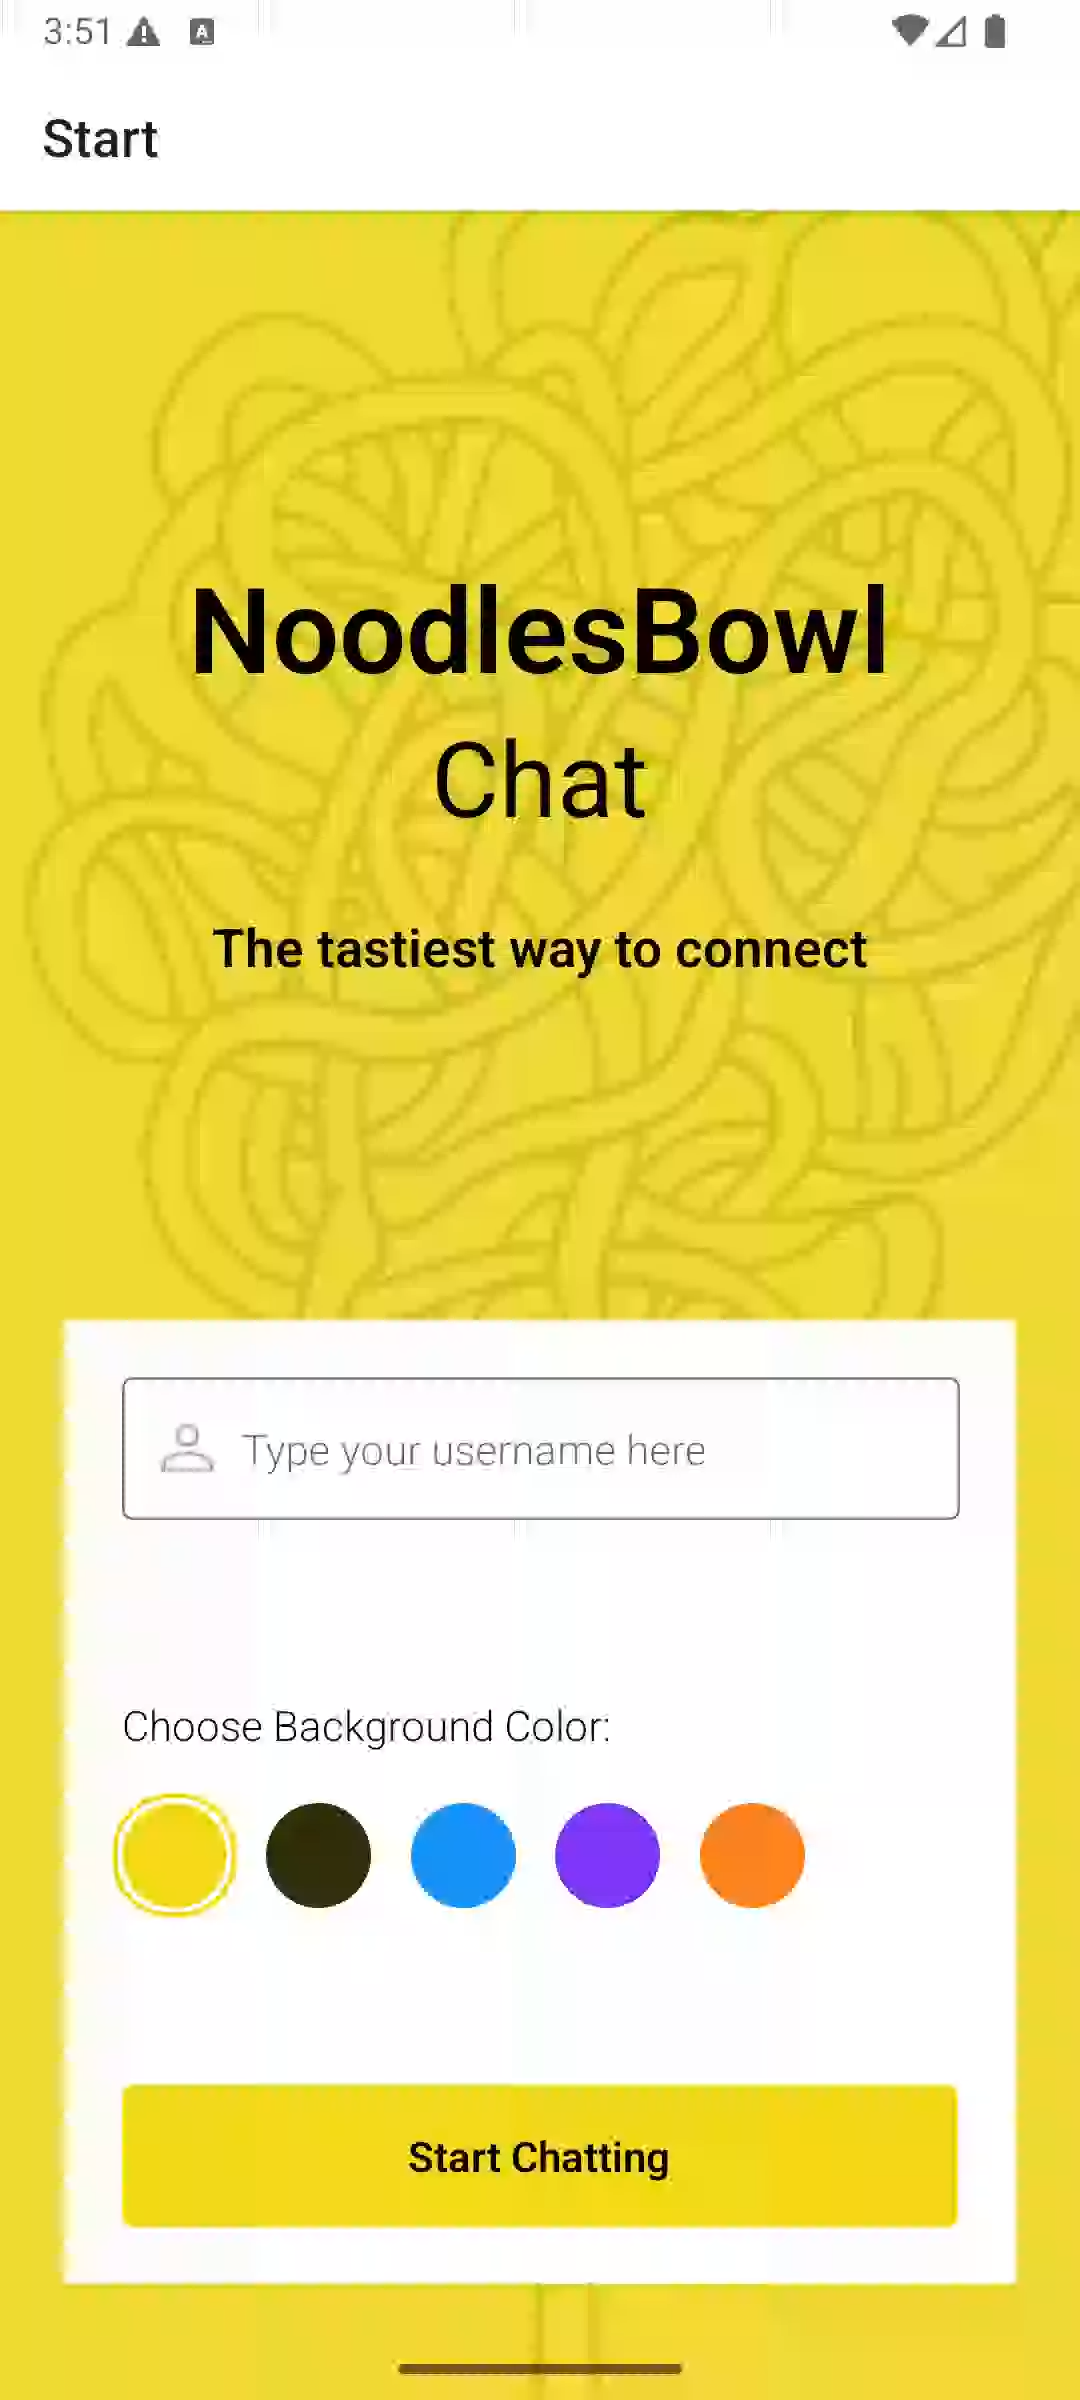 3:51
A
Start
NoodlesBowl
Chat
The tastiest way to connect
Type your username here
Choose Background Color:
Start Chatting